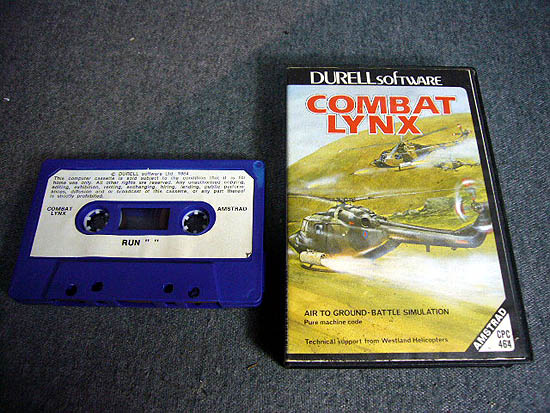 © DURELL software Ltd. 1984
This computer cassette is sold subject to the condition that it is for
home use only. All other rights are reserved. Any unauthorised copying,
editing, exhibition, renting, exchanging, hiring, lending, public perform-
ances, diffusion and or broadcast of this cassette, or any part thereof
is strictly prohibited.
COMBAT
LYNX
AMSTRAD
RUN " "
DURELL software
COMBAT
LYNX
AIR TO GROUND-BATTLE SIMULATION
Pure machine code
Technical support from Westland Helicopters
AMSTRAD
CPC
464